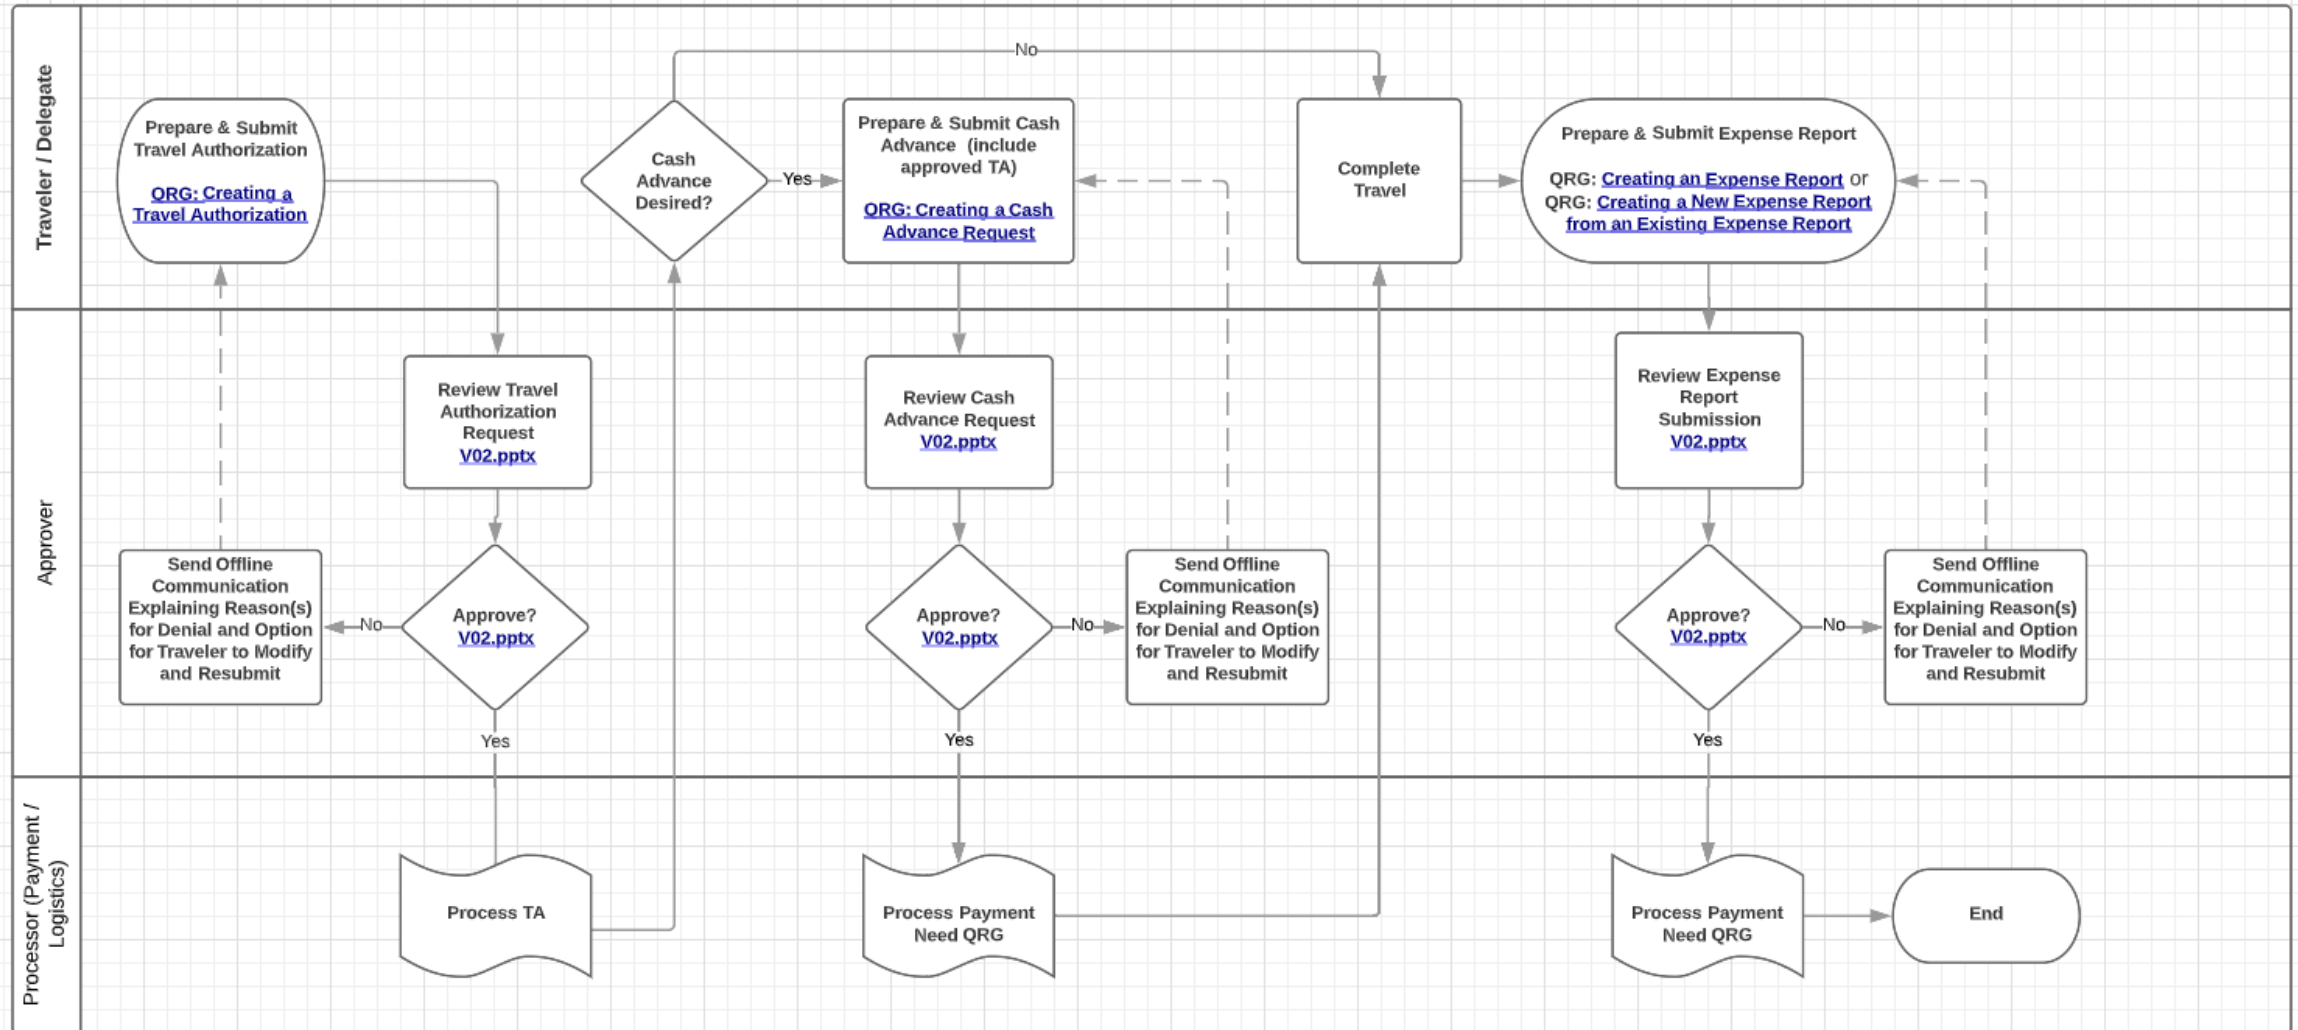 Traveler / Delegate
Prepare & Submit
Travel Authorization
QRG: Creating a
Travel Authorization
Cash
Advance
Desired?
No
Yes
Prepare & Submit Cash
Advance (include
approved TA)
QRG: Creating a Cash
Advance Request
Complete
Travel
Prepare & Submit Expense Report
QRG: Creating an Expense Report or
QRG: Creating a New Expense Report
from an Existing Expense Report
Approver
Review Travel
Authorization
Request
V02.pptx
Review Cash
Advance Request
V02.pptx
Review Expense
Report
Submission
V02.pptx
Send Offline
Communication
Explaining Reason(s)
for Denial and Option
for Traveler to Modify
and Resubmit
No
Approve?
V02.pptx
Yes
Approve?
V02.pptx
No
Yes
Send Offline
Communication
Explaining Reason(s)
for Denial and Option
for Traveler to Modify
and Resubmit
Approve?
V02.pptx
No
Yes
Send Offline
Communication
Explaining Reason(s)
for Denial and Option
for Traveler to Modify
and Resubmit
Processor (Payment /
Logistics)
Process TA
Process Payment
Need QRG
Process Payment
Need QRG
End